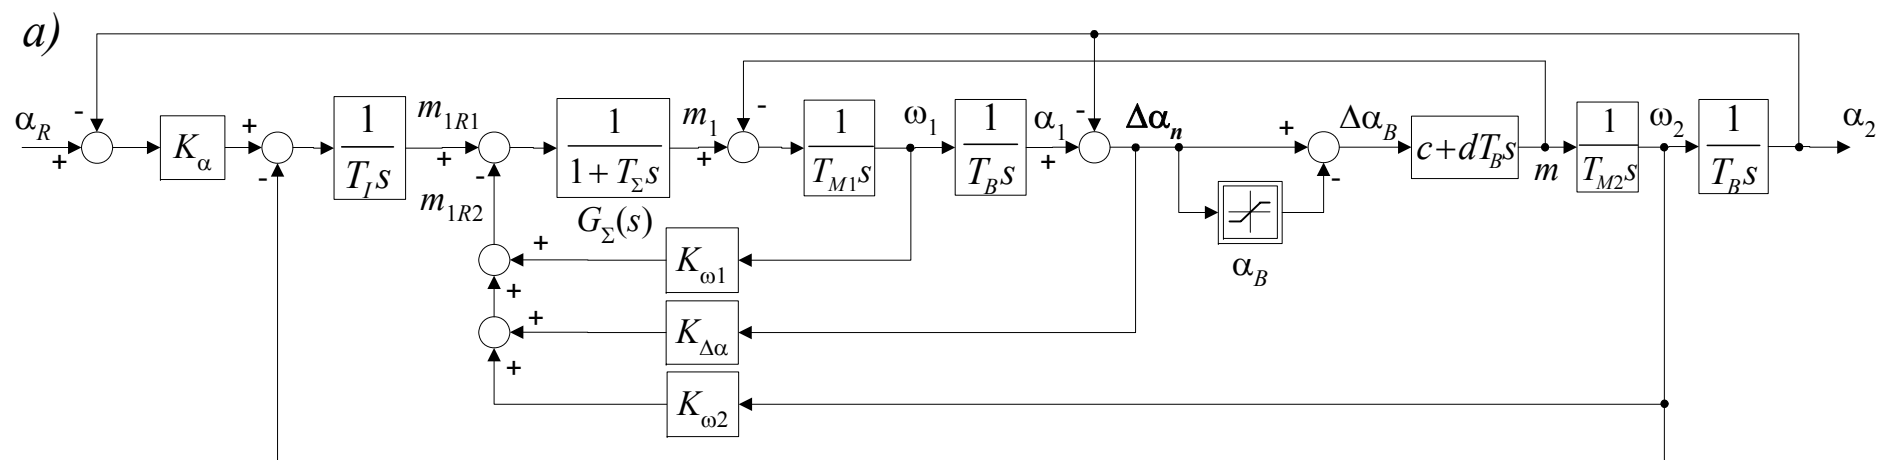 a)
α_R
-
+
K_α
+
-
1
T_I s
m_1R1
+
-
m_1R2
1
1 + T_Σ s
G_Σ(s)
m_1
+
-
1
T_M1 s
ω_1
1
T_B s
α_1
+
-
Δα_n
+
-
α_B
Δα_B
c + dT_B s
m
1
T_M2 s
ω_2
1
T_B s
α_2
+
K_ω1
+
+
K_Δα
+
K_ω2